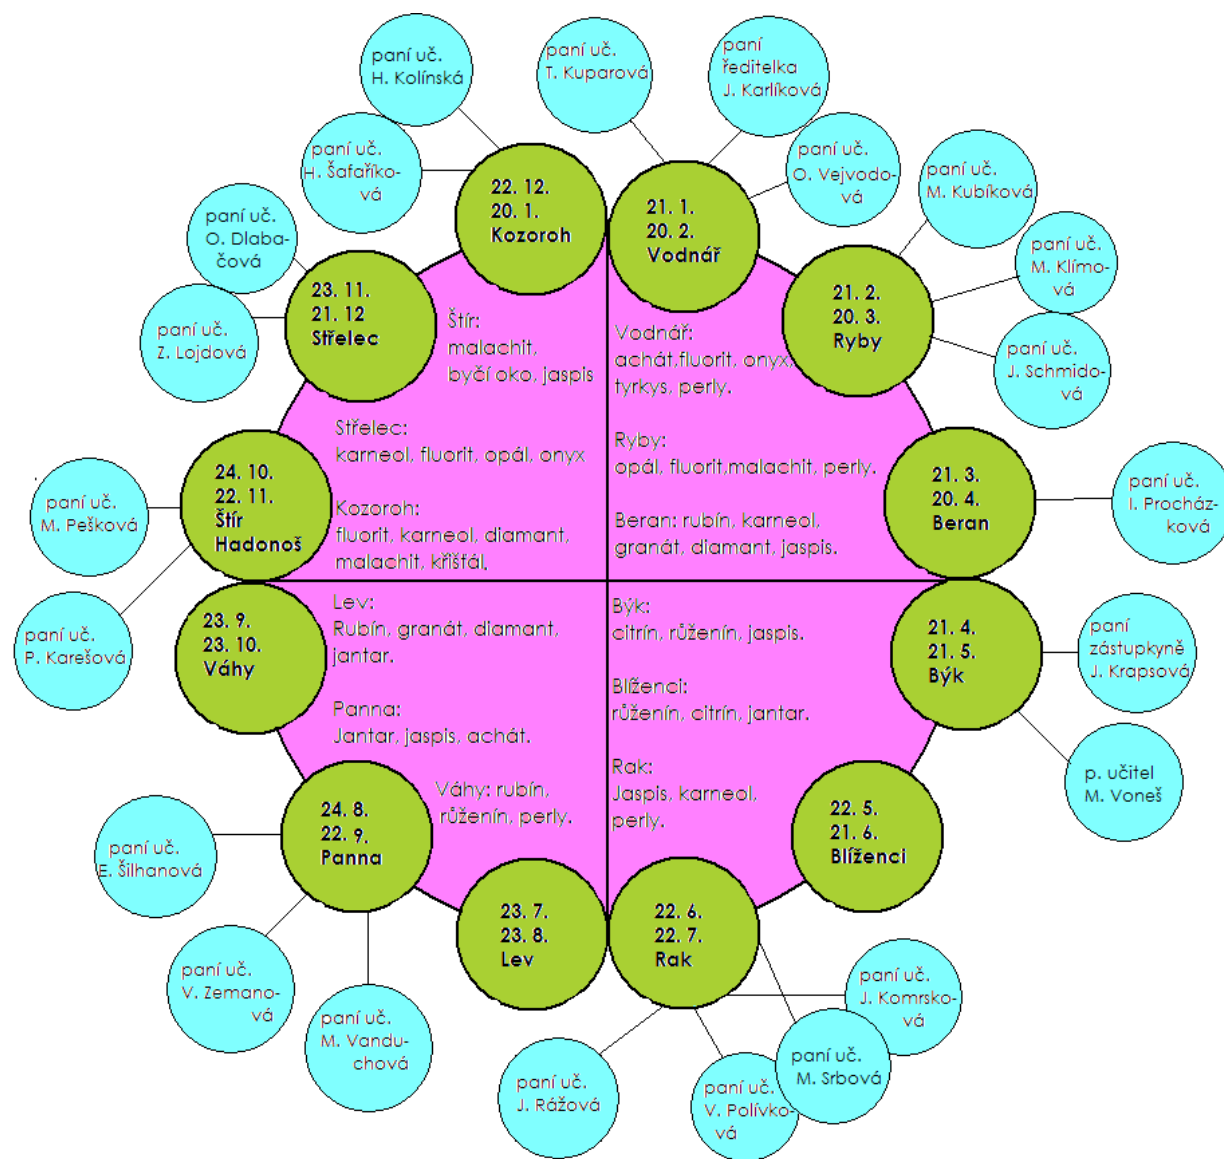 paní uč.
H. Kolínská
paní uč.
T. Kuparová
paní
ředitelka
J. Karlíková
paní uč.
H. Šafaříko-
vá
paní uč.
O. Vejvodo-
vá
paní uč.
M. Kubíková
22. 12.
20. 1.
Kozoroh
21. 1.
20. 2.
Vodnář
paní uč.
O. Dlaba-
čová
paní uč.
M. Klímo-
vá
23. 11.
21. 12
Střelec
21. 2.
20. 3.
Ryby
paní uč.
Z. Lojdová
paní uč.
J. Schmido-
vá
Štír:
malachit,
byčí oko, jaspis
Vodnář:
achát,fluorit, onyx,
tyrkys, perly.
Střelec:
karneol, fluorit, opál, onyx
Ryby:
opál, fluorit,malachit, perly.
24. 10.
22. 11.
Štír
Hadonoš
21. 3.
20. 4.
Beran
paní uč.
I. Procház-
ková
paní uč.
M. Pešková
Kozoroh:
fluorit, karneol, diamant,
malachit, křišťál.
Beran: rubín, karneol,
granát, diamant, jaspis.
paní uč.
P. Karešová
23. 9.
23. 10.
Váhy
Lev:
Rubín, granát, diamant,
jantar.
Býk:
citrín, růženín, jaspis.
21. 4.
21. 5.
Býk
paní
zástupkyně
J. Krapsová
Panna:
Jantar, jaspis, achát.
Blíženci:
růženín, citrín, jantar.
Váhy: rubín,
růženín, perly.
Rak:
Jaspis, karneol,
perly.
p. učitel
M. Voneš
24. 8.
22. 9.
Panna
22. 5.
21. 6.
Blíženci
paní uč.
E. Šilhanová
23. 7.
23. 8.
Lev
22. 6.
22. 7.
Rak
paní uč.
V. Zemano-
vá
paní uč.
M. Vandu-
chová
paní uč.
J. Komrsko-
vá
paní uč.
J. Rážová
paní uč.
V. Polívko-
vá
paní uč.
M. Srbová